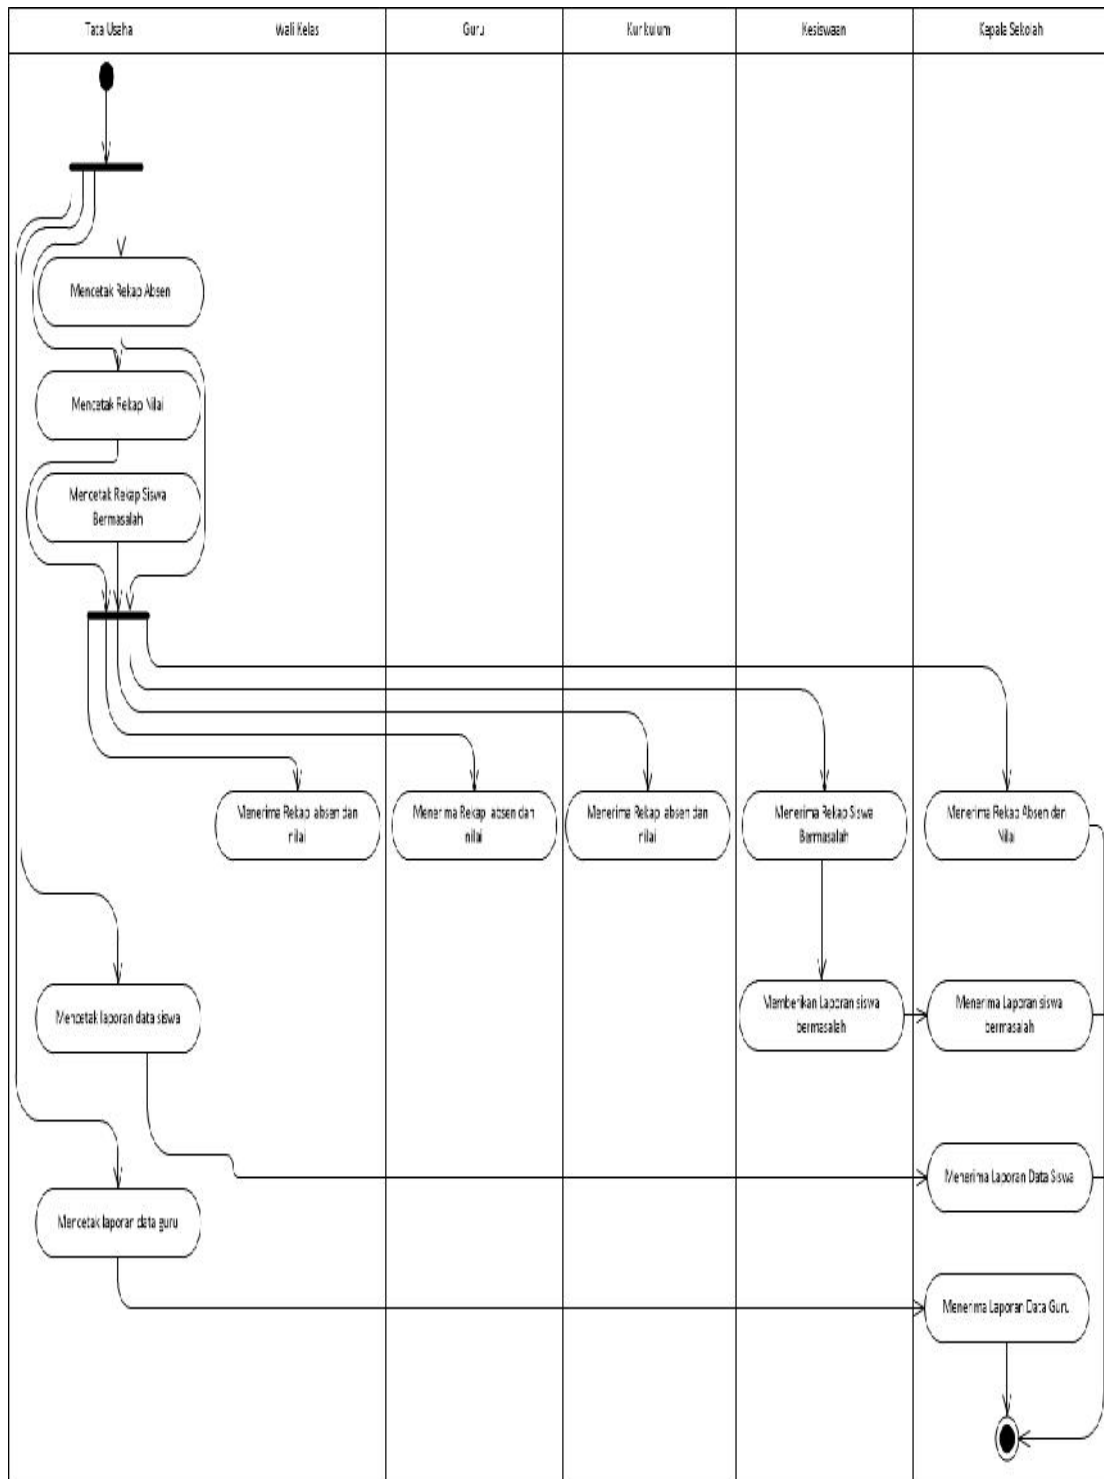 Tata Usaha
Wali Kelas
Guru
Kurikulum
Kesiswaan
Kepala Sekolah
Mencetak Rekap Absen
Mencetak Rekap Nilai
Mencetak Rekap Siswa
Bermasalah
Menerima Rekap absen dan
nilai
Menerima Rekap absen dan
nilai
Menerima Rekap absen dan
nilai
Menerima Rekap Siswa
Bermasalah
Menerima Rekap Absen dan
Nilai
Mencetak laporan data siswa
Memberikan Laporan siswa
bermasalah
Menerima Laporan siswa
bermasalah
Menerima Laporan Data Siswa
Mencetak laporan data guru
Menerima Laporan Data Guru